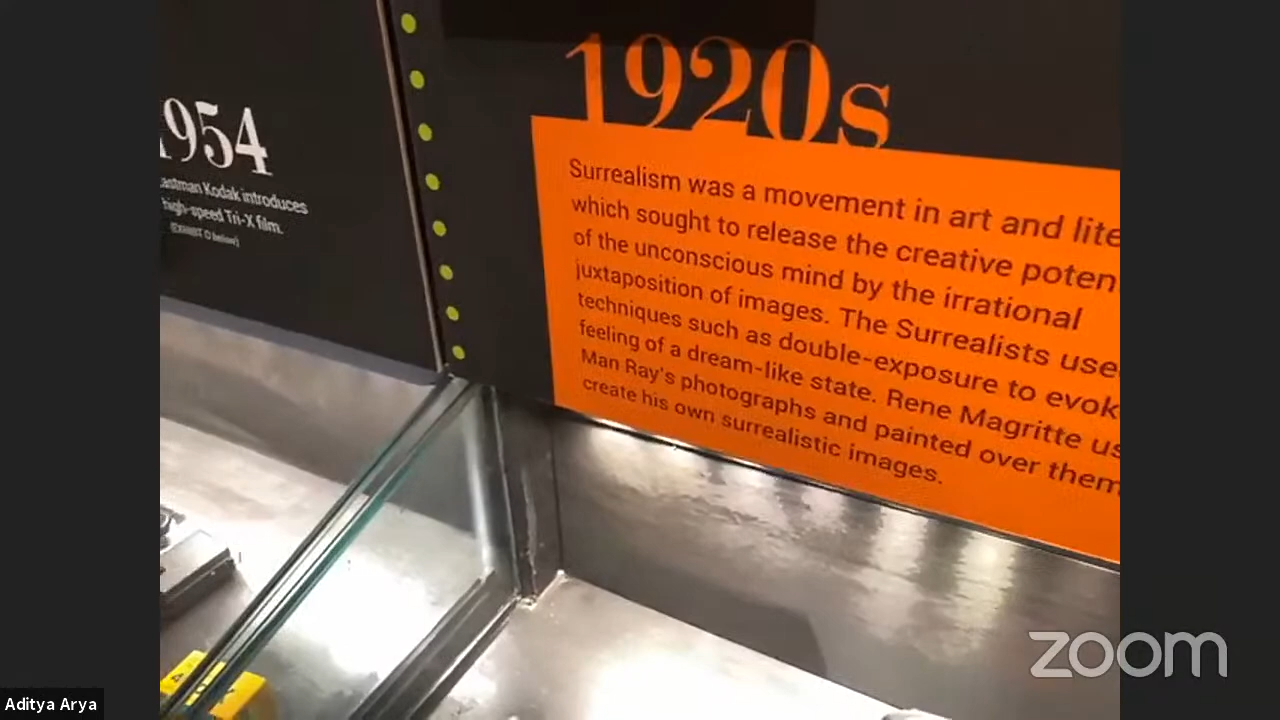 1954
Eastman Kodak introduces
high-speed Tri-X film.
(Exhibit O below)
1920s
Surrealism was a movement in art and lite
which sought to release the creative poten
of the unconscious mind by the irrational
juxtaposition of images. The Surrealists use
techniques such as double-exposure to evok
feeling of a dream-like state. Rene Magritte us
Man Ray's photographs and painted over them
create his own surrealistic images.
4
zoom
Aditya Arya